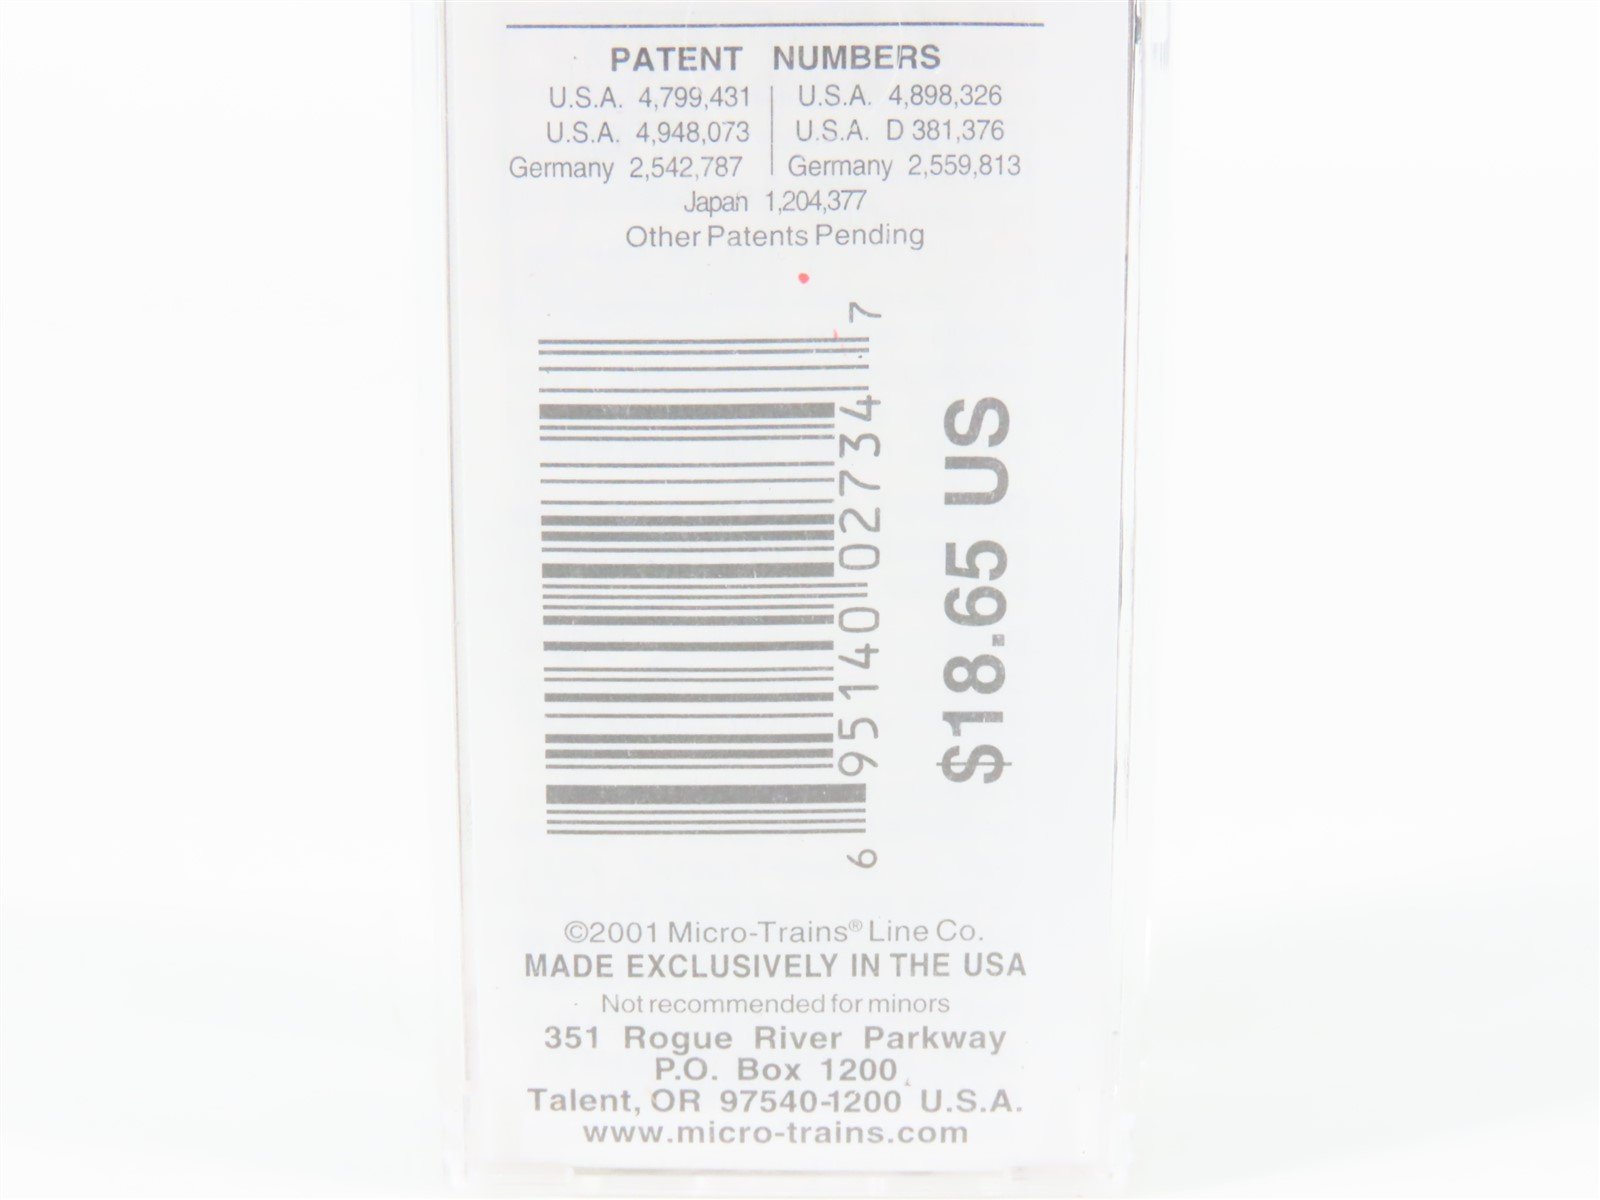 PATENT NUMBERS
U.S.A. 4,799,431 U.S.A. 4,898,326
U.S.A. 4,948,073 U.S.A. D 381,376
Germany 2,542,787 Germany 2,559,813
Japan 1,204,377
Other Patents Pending
6 95140 02734 7
$18.65 US
©2001 Micro-Trains® Line Co.
MADE EXCLUSIVELY IN THE USA
Not recommended for minors
351 Rogue River Parkway
P.O. Box 1200
Talent, OR 97540-1200 U.S.A.
www.micro-trains.com